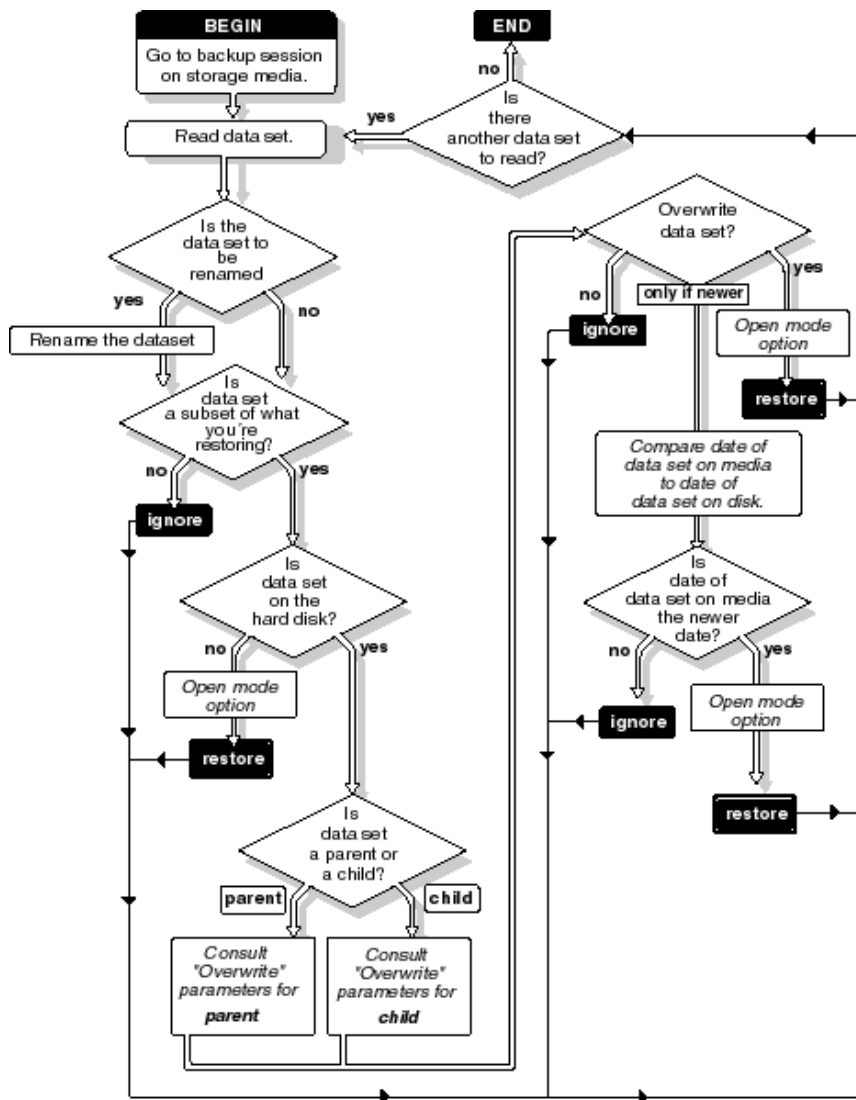 BEGIN
Go to backup session
on storage media.
END
no
Is
there
another data set
to read?
yes
Read data set.
Is the
data set to
be
renamed
yes
no
Rename the dataset
Is
data set
a subset of what
you´re
restoring?
no
yes
ignore
Is
data set
on the
hard disk?
no
yes
Open mode
option
restore
Is
data set
a parent or
a child?
parent
child
Consult
"Overwrite"
parameters for
parent
Consult
"Overwrite"
parameters for
child
Overwrite
data set?
no
only if newer
yes
ignore
Open mode
option
restore
Compare date of
data set on media
to date of
data set on disk.
Is
date of
data set on media
the newer
date?
no
yes
ignore
Open mode
option
restore